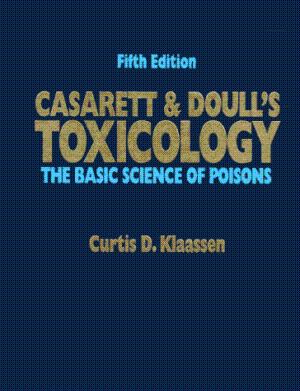 Fifth Edition
CASARETT & DOULL'S
TOXICOLOGY
THE BASIC SCIENCE OF POISONS
Curtis D. Klaassen